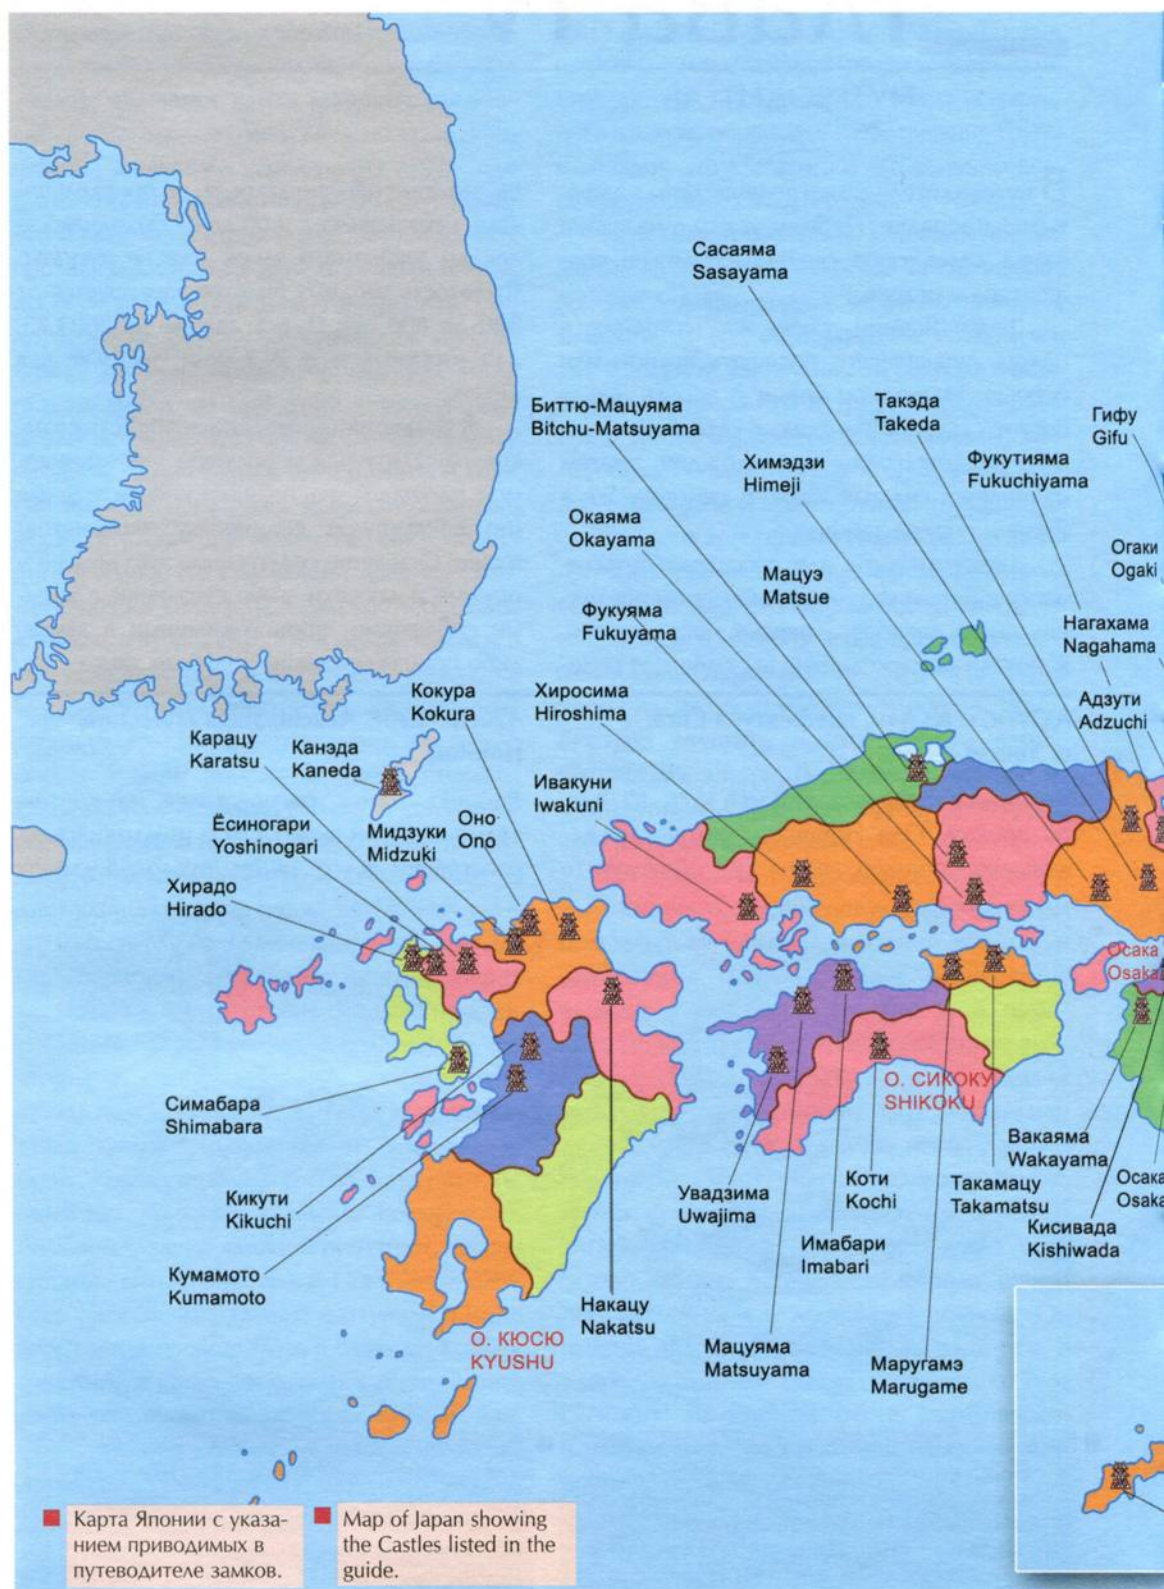 Сасаяма
Sasayama
Биттю-Мацуяма
Bitchu-Matsuyama
Такэда
Takeda
Гифу
Gifu
Химэдзи
Himeji
Фукутияма
Fukuchiyama
Окаяма
Okayama
Огаки
Ogaki
Мацуэ
Matsue
Фукуяма
Fukuyama
Нагахама
Nagahama
Кокура
Kokura
Хиросима
Hiroshima
Адзути
Adzuchi
Карацу
Karatsu
Канэда
Kaneda
Ивакуни
Iwakuni
Ёсиногари
Yoshinogari
Мидзуки
Midzuki
Оно
Ono
Хирадо
Hirado
Осака
Osaka
О. СИКОКУ
SHIKOKU
Симабара
Shimabara
Вакаяма
Wakayama
Кикути
Kikuchi
Увадзима
Uwajima
Коти
Kochi
Такамацу
Takamatsu
Осака
Osaka
Имабари
Imabari
Кисивада
Kishiwada
Кумамото
Kumamoto
Накацу
Nakatsu
О. КЮСЮ
KYUSHU
Мацуяма
Matsuyama
Маругамэ
Marugame
Карта Японии с указа-
нием приводимых в
путеводителе замков.
Map of Japan showing
the Castles listed in the
guide.